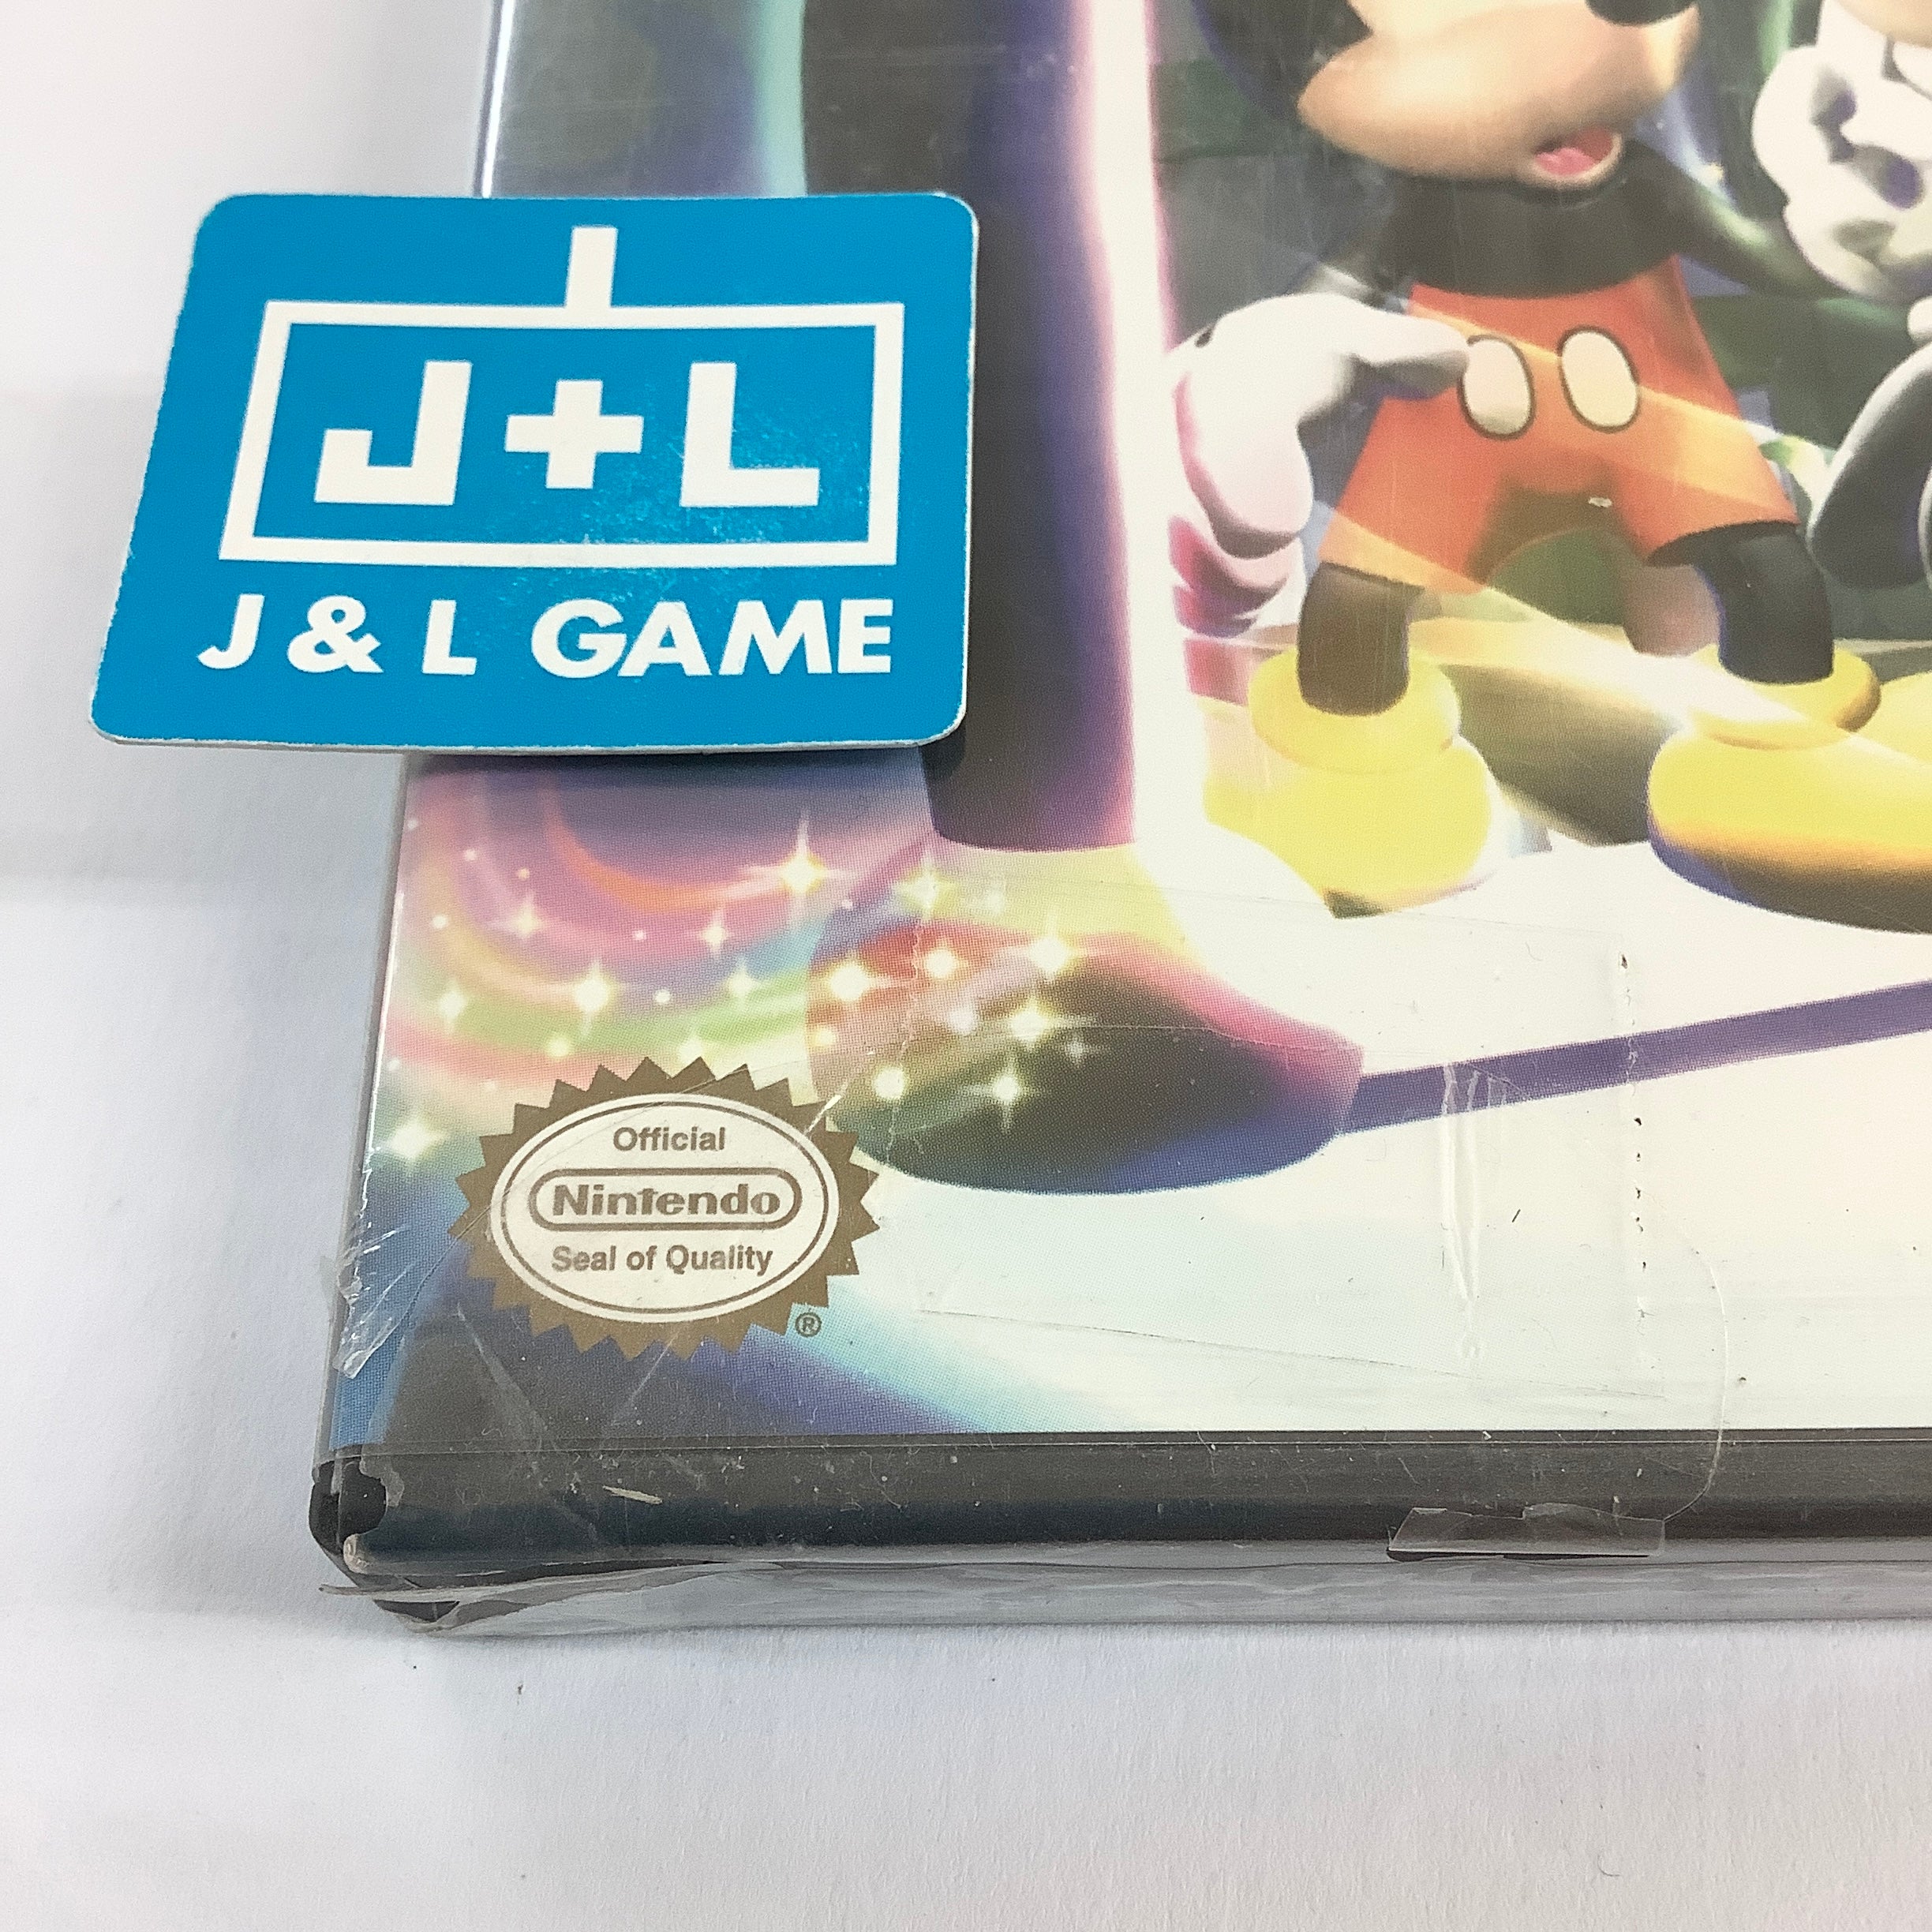 J+L
J & L GAME
Official
Nintendo
Seal of Quality
®